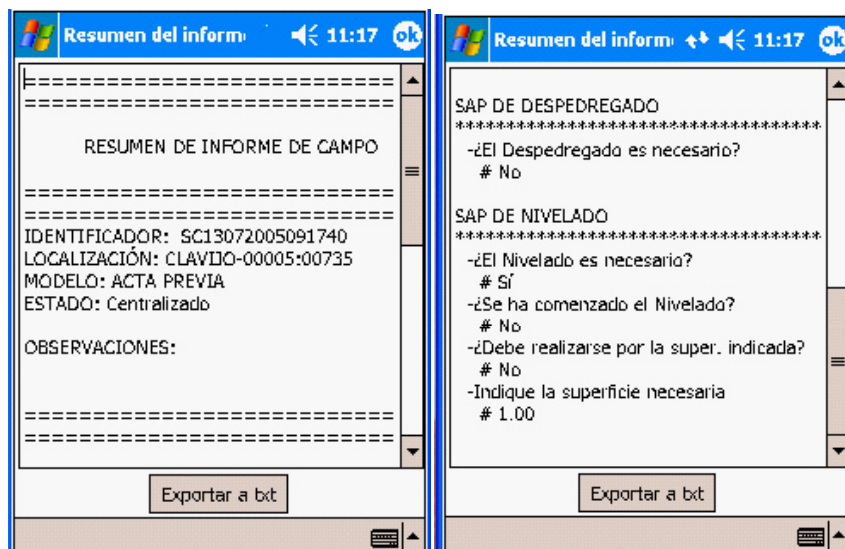 Resumen del inform 11:17 ok
==============================
==============================
RESUMEN DE INFORME DE CAMPO
==============================
==============================
IDENTIFICADOR: SC13072005091740
LOCALIZACIÓN: CLAVIJO-00005:00735
MODELO: ACTA PREVIA
ESTADO: Centralizado
OBSERVACIONES:
==============================
==============================
Exportar a txt
Resumen del inform 11:17 ok
SAP DE DESPEDREGADO
*************************************
-¿El Despedregado es necesario?
# No
SAP DE NIVELADO
*************************************
-¿El Nivelado es necesario?
# Sí
-¿Se ha comenzado el Nivelado?
# No
-¿Debe realizarse por la super. indicada?
# No
-Indique la superficie necesaria
# 1.00
Exportar a txt